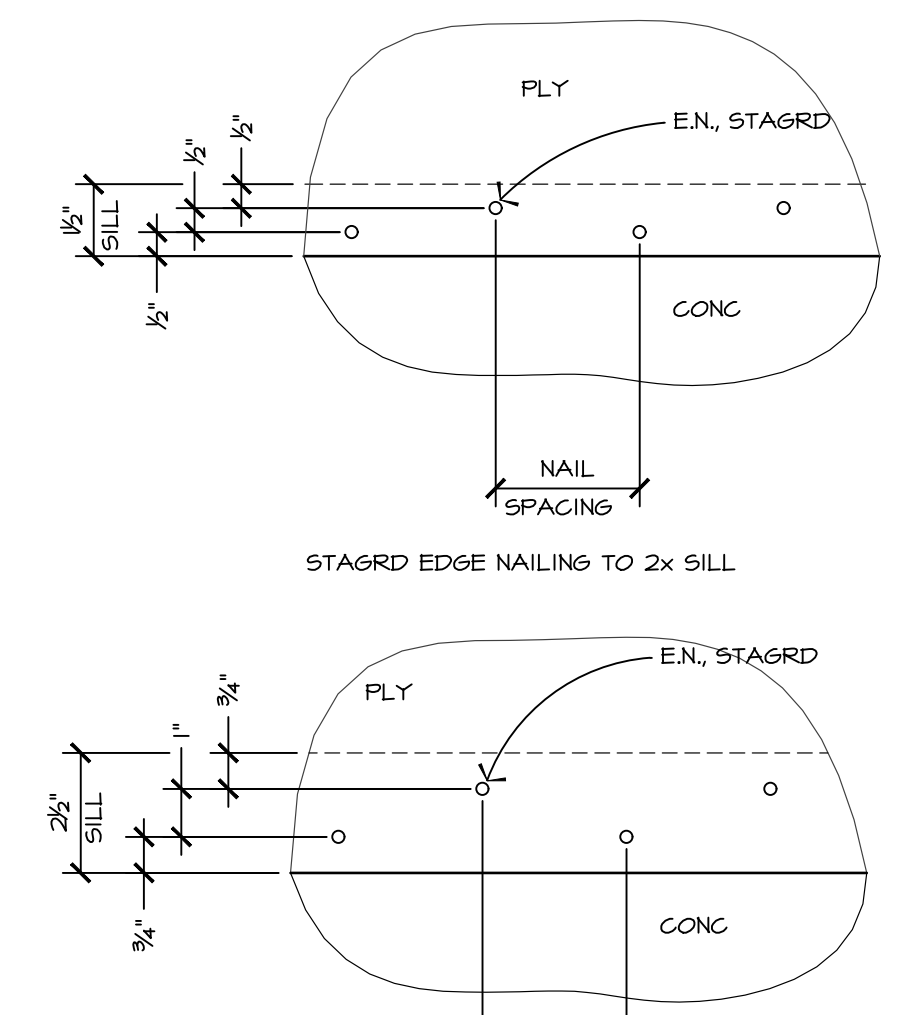 PLY
E.N., STAGRD
½"
½"
1½"
SILL
½"
CONC
NAIL
SPACING
STAGRD EDGE NAILING TO 2x SILL
E.N., STAGRD
PLY
3/4"
1"
2½"
SILL
3/4"
CONC